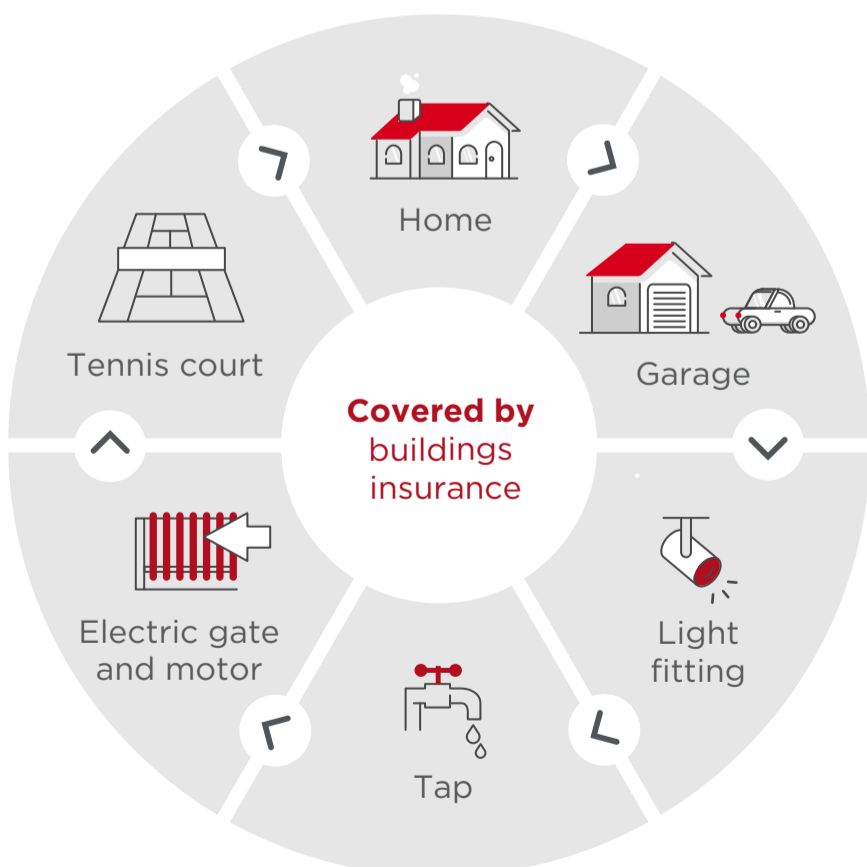 Home
Garage
Light
fitting
Tap
Electric gate
and motor
Tennis court
Covered by
buildings
insurance